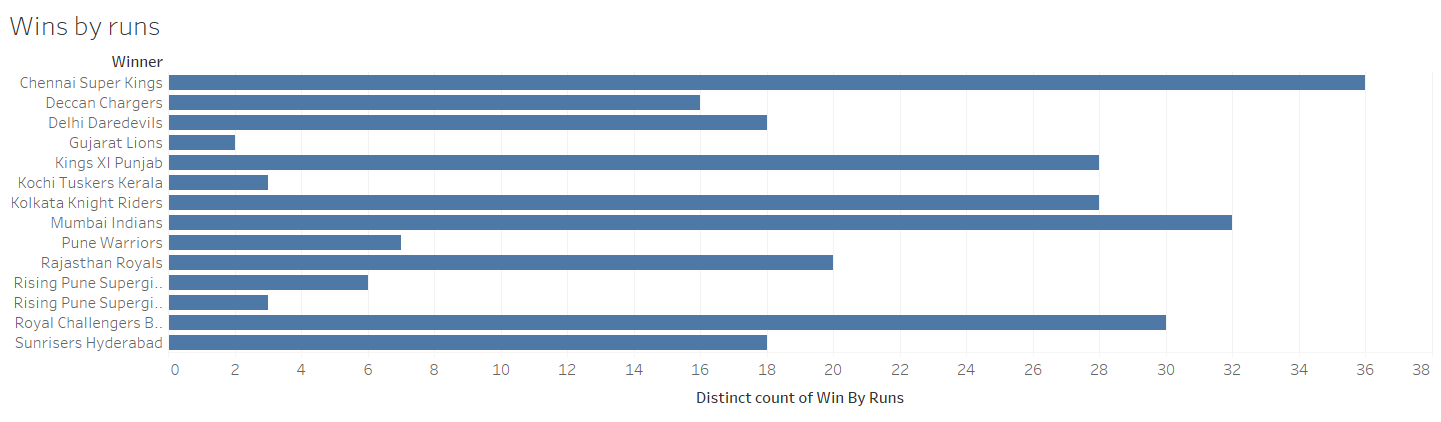 Wins by runs
Winner
Chennai Super Kings
Deccan Chargers
Delhi Daredevils
Gujarat Lions
Kings XI Punjab
Kochi Tuskers Kerala
Kolkata Knight Riders
Mumbai Indians
Pune Warriors
Rajasthan Royals
Rising Pune Supergi..
Rising Pune Supergi..
Royal Challengers B..
Sunrisers Hyderabad
0 2 4 6 8 10 12 14 16 18 20 22 24 26 28 30 32 34 36 38
Distinct count of Win By Runs